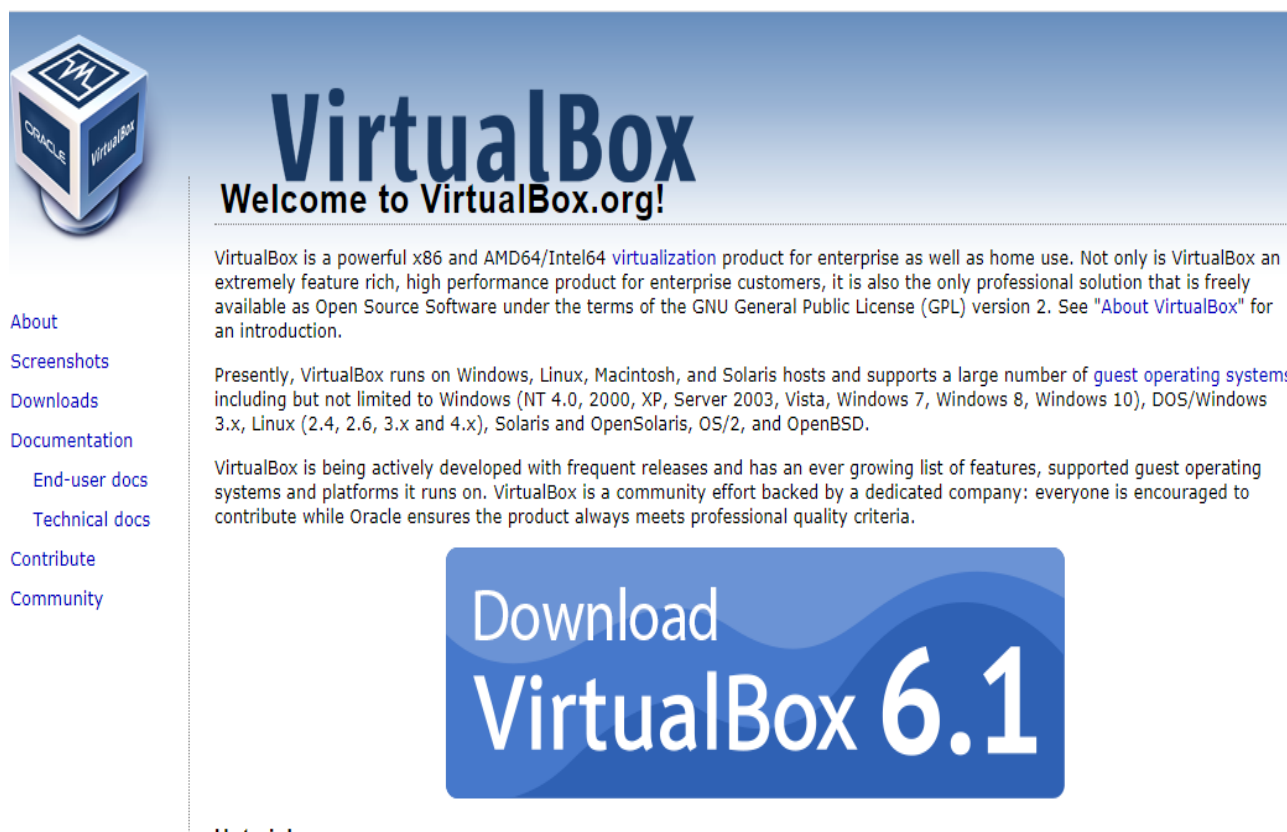 ORACLE
VirtualBox
VirtualBox
Welcome to VirtualBox.org!
VirtualBox is a powerful x86 and AMD64/Intel64 virtualization product for enterprise as well as home use. Not only is VirtualBox an
extremely feature rich, high performance product for enterprise customers, it is also the only professional solution that is freely
available as Open Source Software under the terms of the GNU General Public License (GPL) version 2. See "About VirtualBox" for
an introduction.
Presently, VirtualBox runs on Windows, Linux, Macintosh, and Solaris hosts and supports a large number of guest operating systems
including but not limited to Windows (NT 4.0, 2000, XP, Server 2003, Vista, Windows 7, Windows 8, Windows 10), DOS/Windows
3.x, Linux (2.4, 2.6, 3.x and 4.x), Solaris and OpenSolaris, OS/2, and OpenBSD.
VirtualBox is being actively developed with frequent releases and has an ever growing list of features, supported guest operating
systems and platforms it runs on. VirtualBox is a community effort backed by a dedicated company: everyone is encouraged to
contribute while Oracle ensures the product always meets professional quality criteria.
About
Screenshots
Downloads
Documentation
End-user docs
Technical docs
Contribute
Community
Download
VirtualBox 6.1